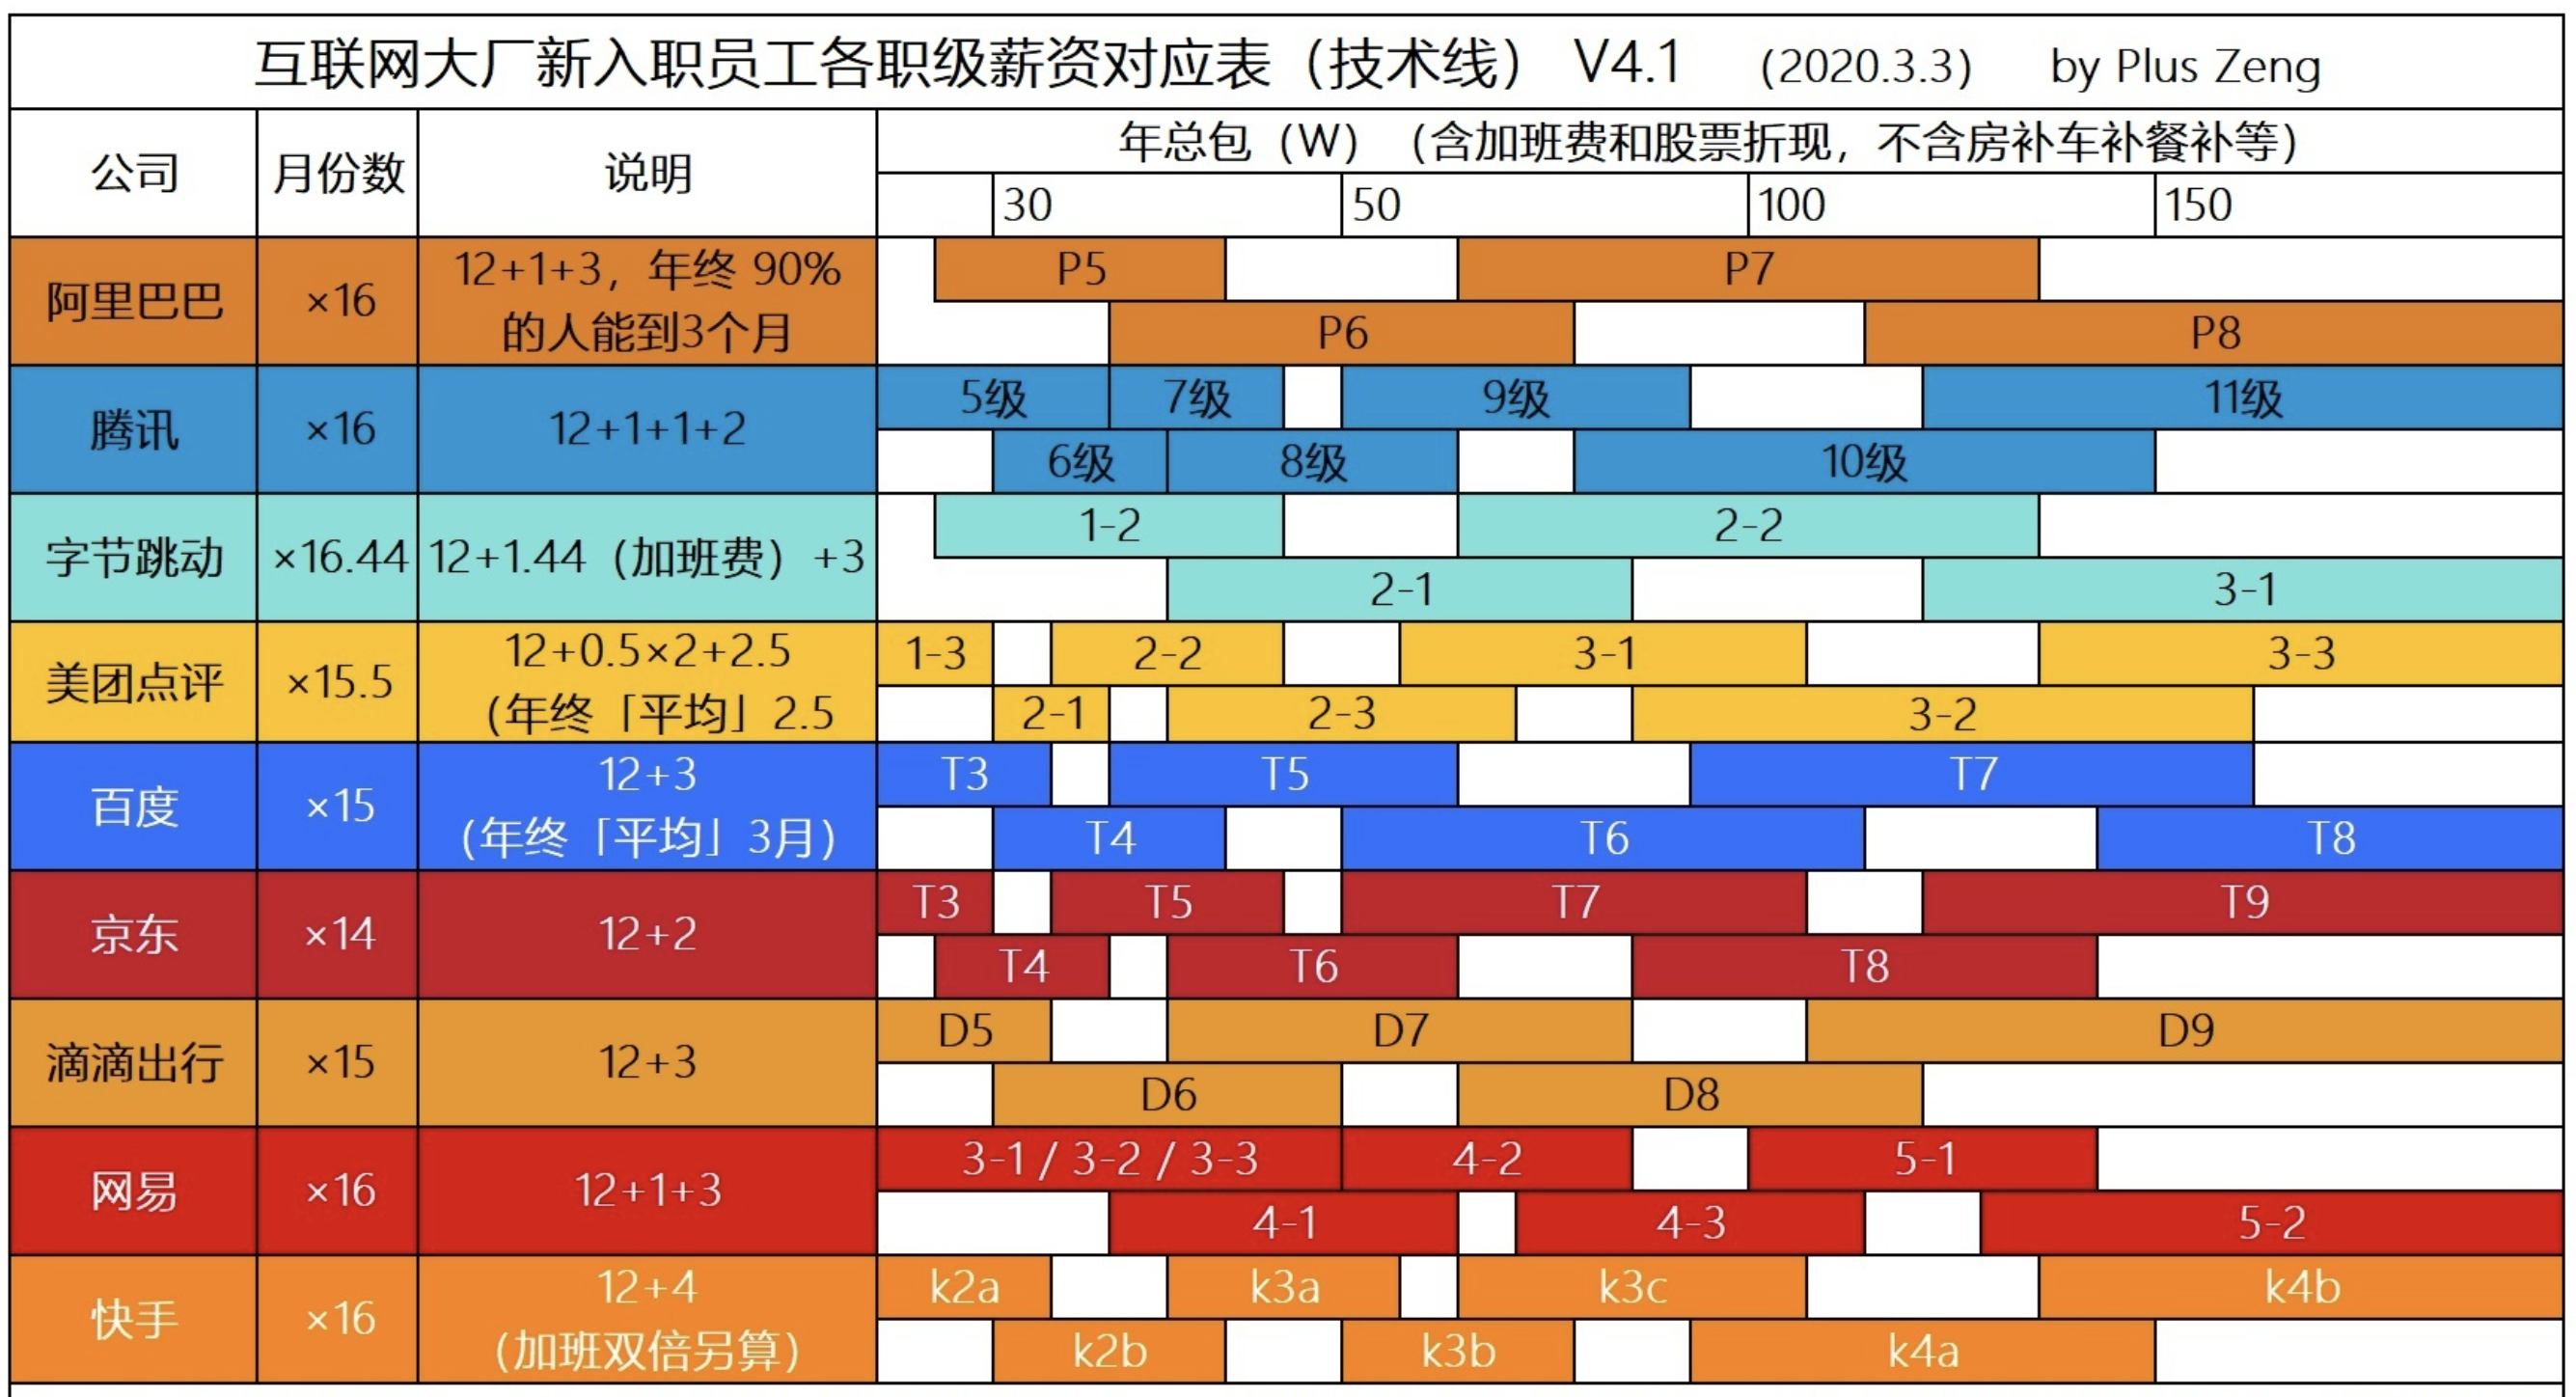 互联网大厂新入职员工各职级薪资对应表（技术线） V4.1 （2020.3.3） by Plus Zeng
公司 月份数 说明 年总包（W）（含加班费和股票折现，不含房补车补餐补等）
30 50 100 150
阿里巴巴 ×16 12+1+3，年终 90%
的人能到3个月
P5 P7
P6 P8
腾讯 ×16 12+1+1+2
5级 7级 9级 11级
6级 8级 10级
字节跳动 ×16.44 12+1.44（加班费）+3
1-2 2-2
2-1 3-1
美团点评 ×15.5 12+0.5×2+2.5
（年终「平均」2.5
1-3 2-2 3-1 3-3
2-1 2-3 3-2
百度 ×15 12+3
（年终「平均」3月）
T3 T5 T7
T4 T6 T8
京东 ×14 12+2
T3 T5 T7 T9
T4 T6 T8
滴滴出行 ×15 12+3
D5 D7 D9
D6 D8
网易 ×16 12+1+3
3-1 / 3-2 / 3-3 4-2 5-1
4-1 4-3 5-2
快手 ×16 12+4
（加班双倍另算）
k2a k3a k3c k4b
k2b k3b k4a